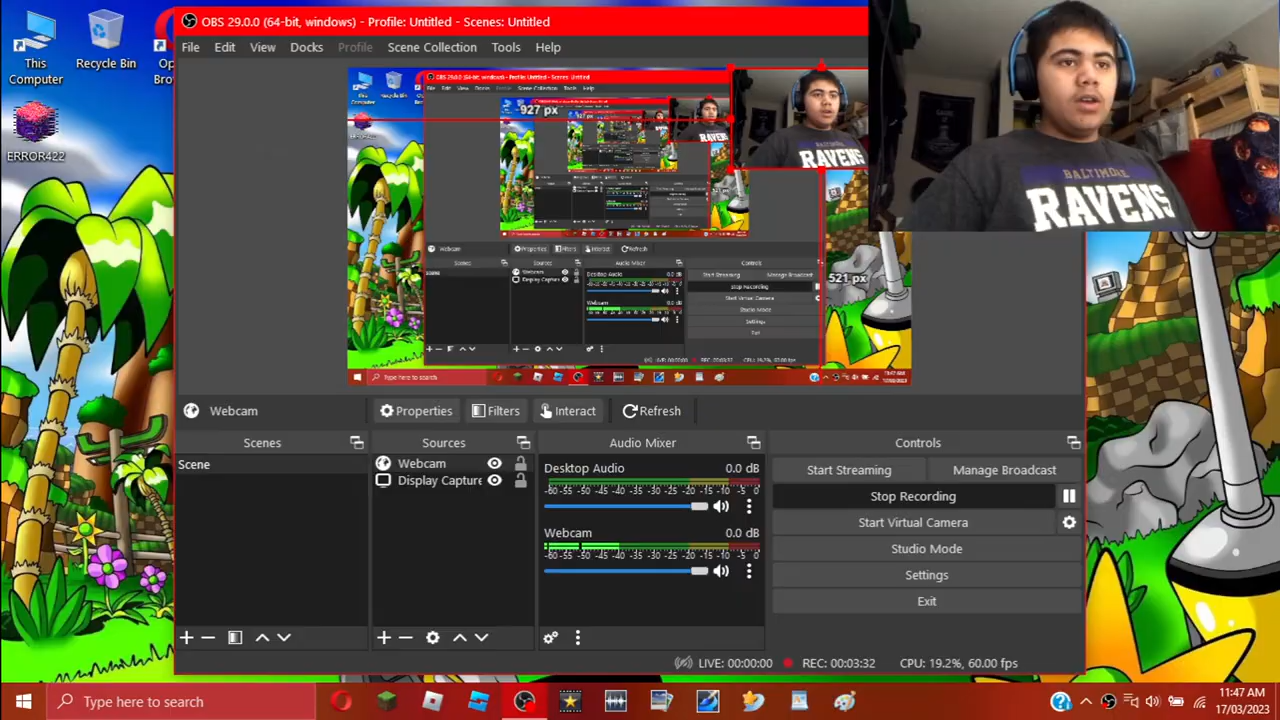 OBS 29.0.0 (64-bit, windows) - Profile: Untitled - Scenes: Untitled
File Edit View Docks Profile Scene Collection Tools Help
This Computer
Recycle Bin
ERROR422
BALTIMORE
RAVENS
927 px
521 px
RAVENS
Webcam
Properties Filters Interact Refresh
Scenes Sources Audio Mixer Controls
Scene
Webcam
Display Capture
Desktop Audio 0.0 dB
-60 -55 -50 -45 -40 -35 -30 -25 -20 -15 -10 -5 0
Webcam 0.0 dB
-60 -55 -50 -45 -40 -35 -30 -25 -20 -15 -10 -5 0
Start Streaming Manage Broadcast
Stop Recording
Start Virtual Camera
Studio Mode
Settings
Exit
LIVE: 00:00:00 REC: 00:03:32 CPU: 19.2%, 60.00 fps
Type here to search
11:47 AM
17/03/2023